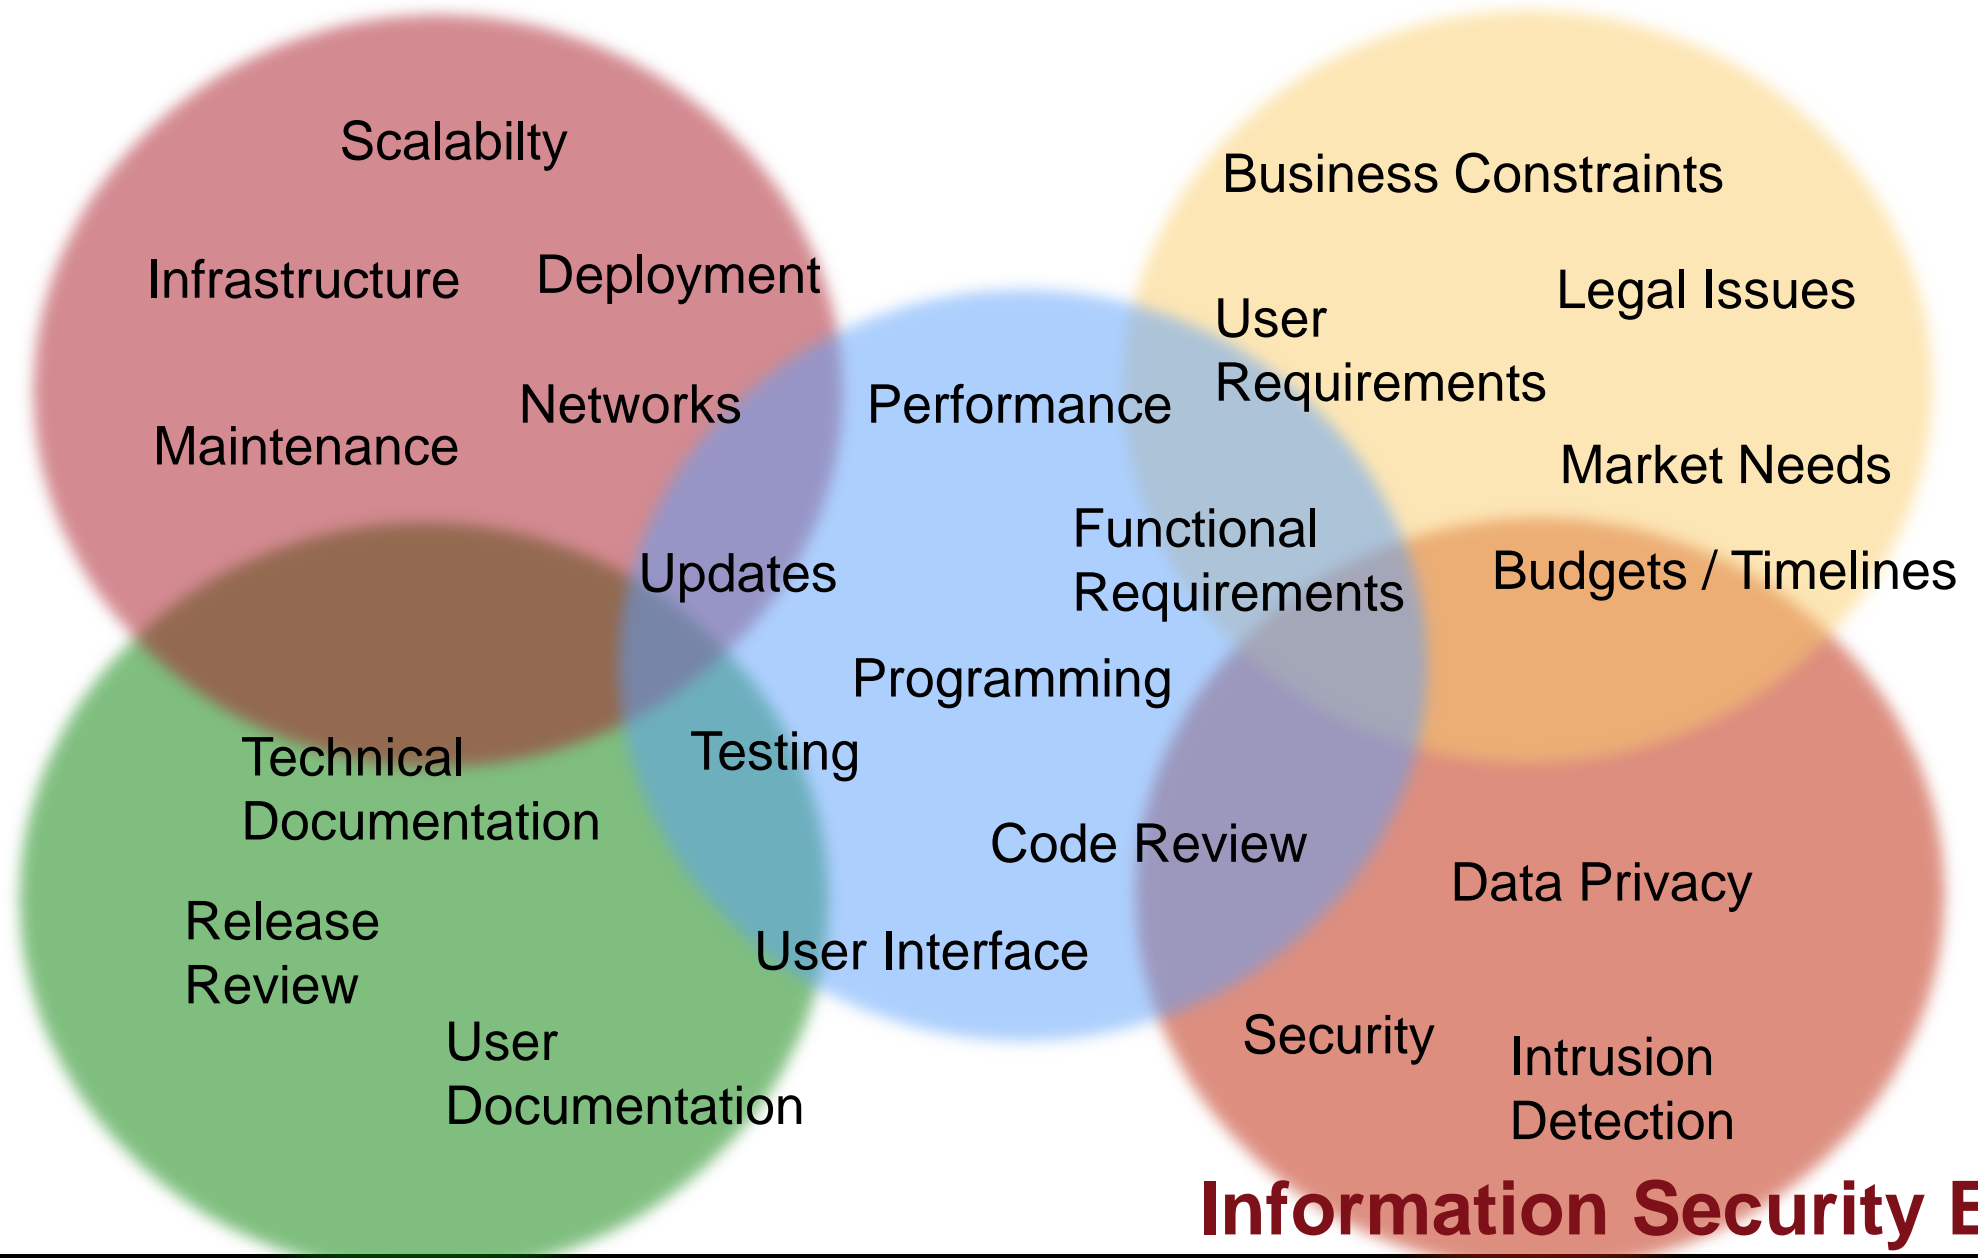 Scalabilty
Business Constraints
Infrastructure
Deployment
Legal Issues
User
Requirements
Networks
Performance
Maintenance
Market Needs
Functional
Requirements
Updates
Budgets / Timelines
Programming
Technical
Documentation
Testing
Code Review
Data Privacy
Release
Review
User Interface
User
Documentation
Security
Intrusion
Detection
Information Security